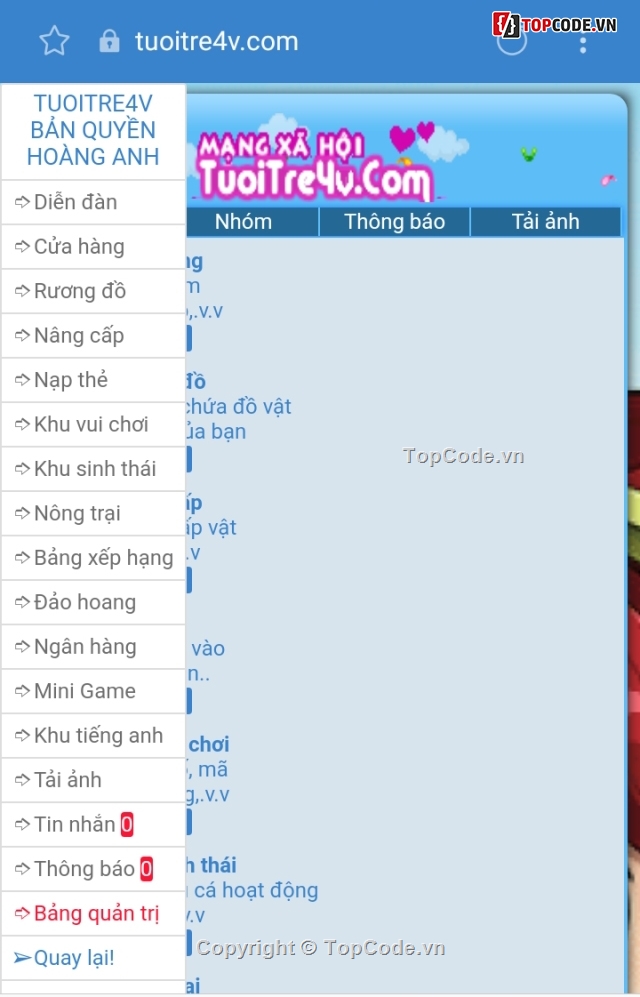 tuoitre4v.com
TOPCODE.VN
TUOITRE4V
BẢN QUYỀN
HOÀNG ANH
➩Diễn đàn
➩Cửa hàng
➩Rương đồ
➩Nâng cấp
➩Nạp thẻ
➩Khu vui chơi
➩Khu sinh thái
➩Nông trại
➩Bảng xếp hạng
➩Đảo hoang
➩Ngân hàng
➩Mini Game
➩Khu tiếng anh
➩Tải ảnh
➩Tin nhắn 0
➩Thông báo 0
➩Bảng quản trị
➢Quay lại!
MẠNG XÃ HỘI
TuoiTre4v.Com
Nhóm Thông báo Tải ảnh
,.v.v
đồ
chứa đồ vật
của bạn
TopCode.vn
ấp vật
.v
vào
n..
chơi
, mã
g,.v.v
h thái
cá hoạt động
v.v
Copyright © TopCode.vn